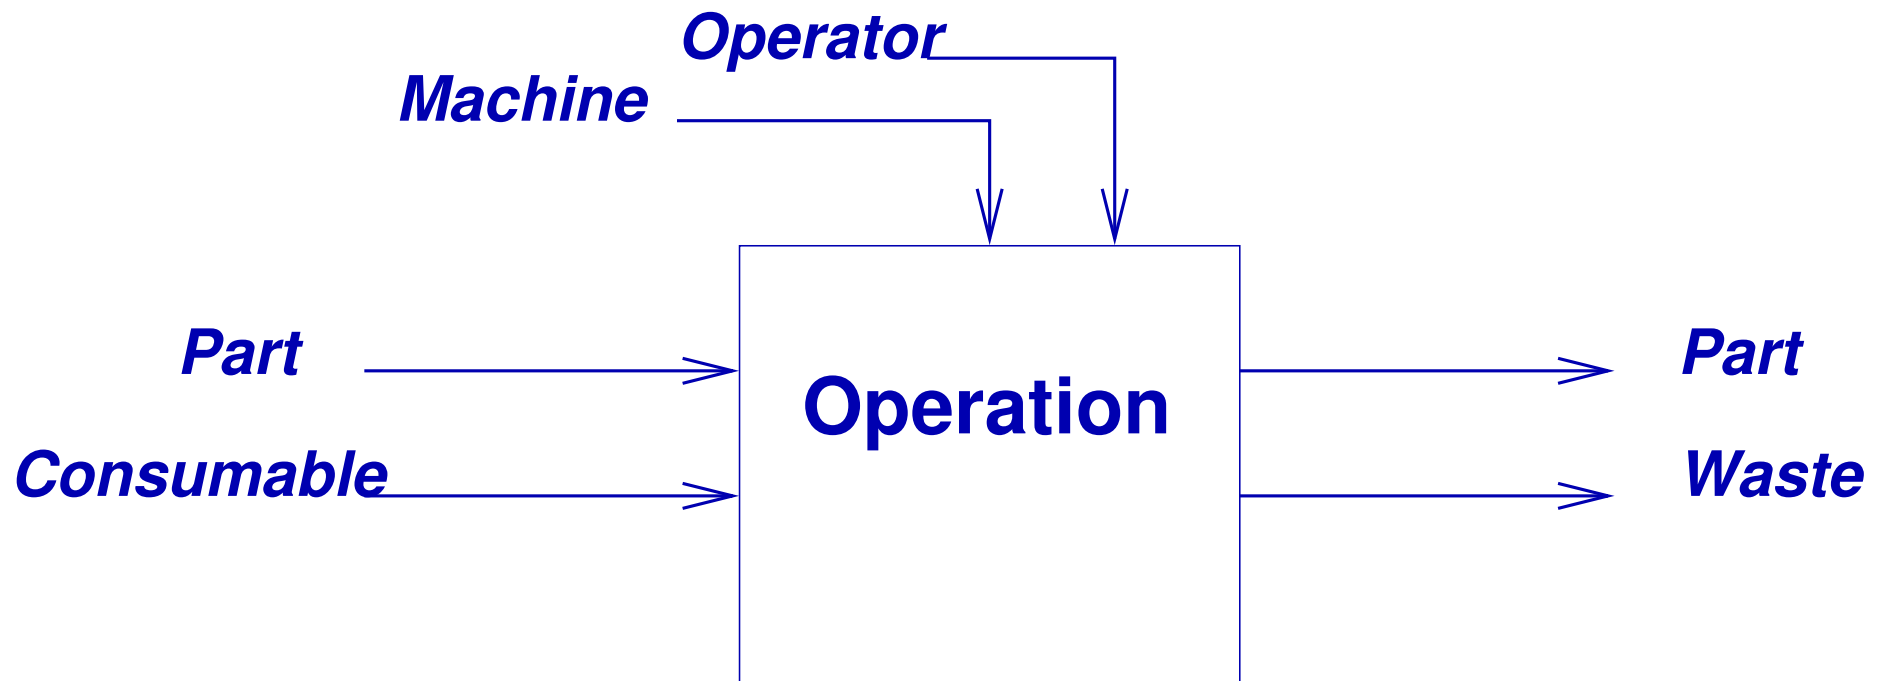 Operator
Machine
Part
Part
Operation
Consumable
Waste